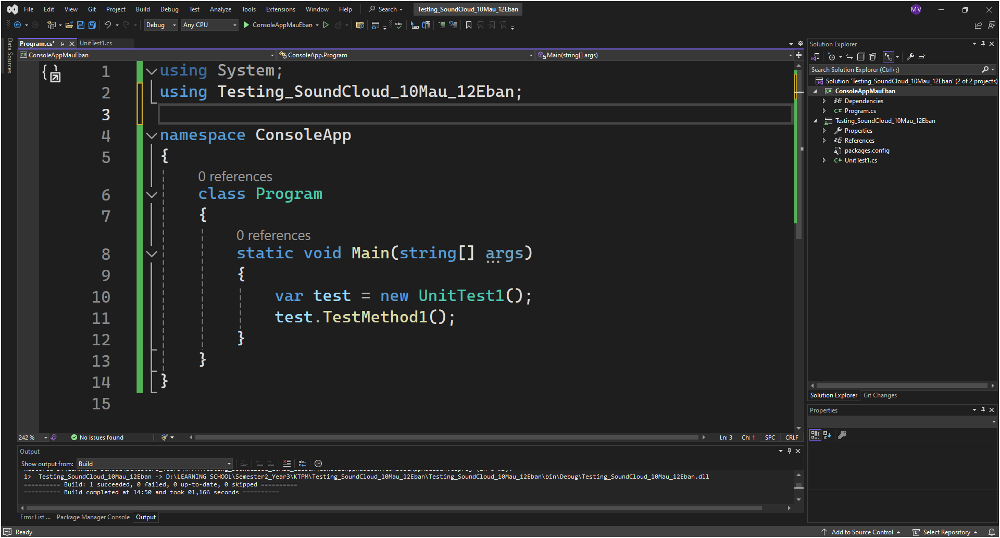 File Edit View Git Project Build Debug Test Analyze Tools Extensions Window Help Search Testing_SoundCloud_10Mau_12Eban MV
Debug Any CPU ConsoleAppMauEban
Data Sources
Program.cs* UnitTest1.cs
ConsoleAppMauEban ConsoleApp.Program Main(string[] args)
1 using System;
2 using Testing_SoundCloud_10Mau_12Eban;
3
4 namespace ConsoleApp
5 {
0 references
6 class Program
7 {
0 references
8 static void Main(string[] args)
9 {
10 var test = new UnitTest1();
11 test.TestMethod1();
12 }
13 }
14 }
15
242 % No issues found Ln: 3 Ch: 1 SPC CRLF
Output
Show output from: Build
1> Testing_SoundCloud_10Mau_12Eban -> D:\LEARNING SCHOOL\Semester2_Year3\KTPM\Testing_SoundCloud_10Mau_12Eban\Testing_SoundCloud_10Mau_12Eban\bin\Debug\Testing_SoundCloud_10Mau_12Eban.dll
========== Build: 1 succeeded, 0 failed, 0 up-to-date, 0 skipped ==========
========== Build completed at 14:50 and took 01,166 seconds ==========
Error List ... Package Manager Console Output
Solution Explorer
Search Solution Explorer (Ctrl+;)
Solution 'Testing_SoundCloud_10Mau_12Eban' (2 of 2 projects)
ConsoleAppMauEban
Dependencies
C# Program.cs
Testing_SoundCloud_10Mau_12Eban
Properties
References
packages.config
C# UnitTest1.cs
Solution Explorer Git Changes
Properties
Ready Add to Source Control Select Repository